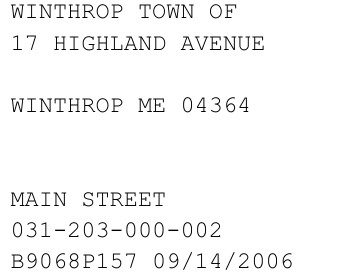 WINTHROP TOWN OF
17 HIGHLAND AVENUE
WINTHROP ME 04364
MAIN STREET
031-203-000-002
B9068P157 09/14/2006